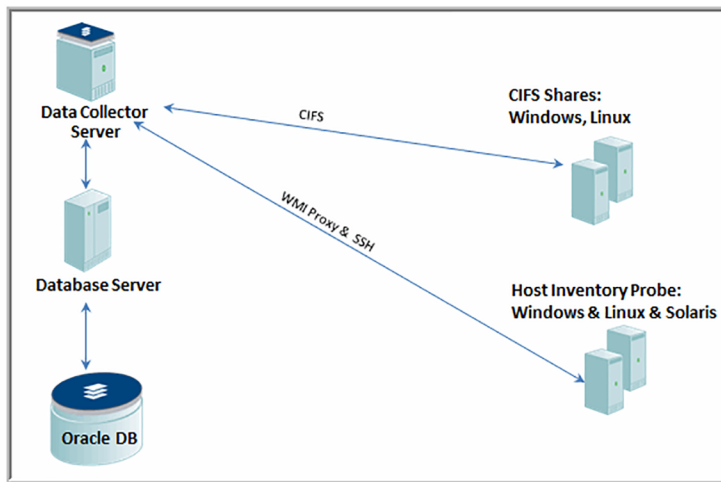 Data Collector
Server
CIFS
CIFS Shares:
Windows, Linux
WMI Proxy & SSH
Database Server
Host Inventory Probe:
Windows & Linux & Solaris
Oracle DB